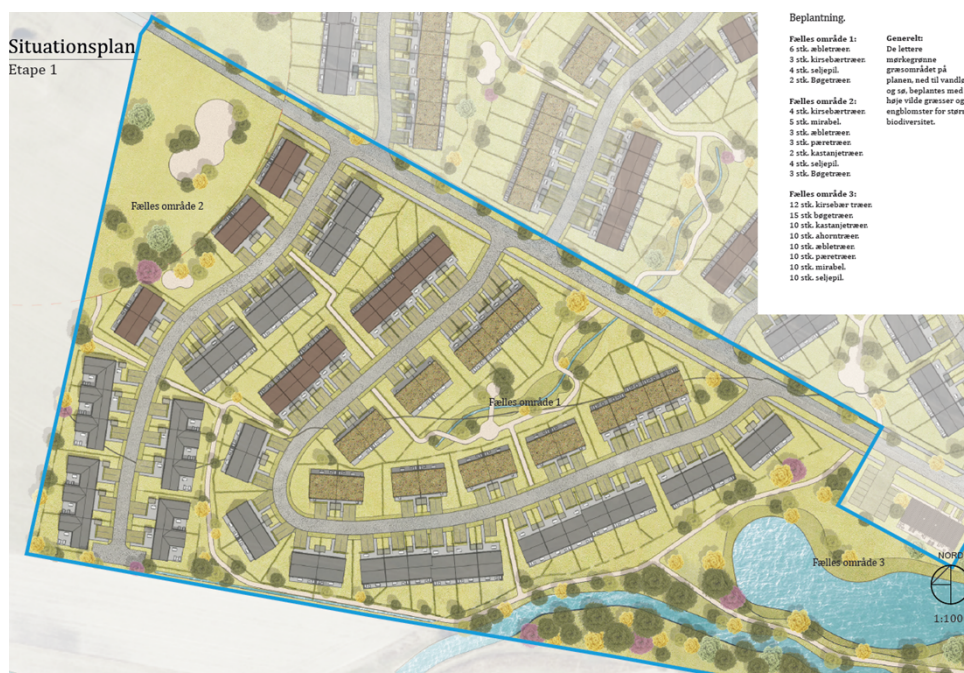 Situationsplan
Etape 1
Beplantning.
Fælles område 1:
6 stk. æbletræer.
3 stk. kirsebærtræer.
4 stk. seljepil.
2 stk. Bøgetræer.
Fælles område 2:
4 stk. kirsebærtræer.
5 stk. mirabel.
3 stk. æbletræer.
3 stk. pæretræer.
2 stk. kastanjetræer.
4 stk. seljepil.
3 stk. Bøgetræer.
Fælles område 3:
12 stk. kirsebær træer.
15 stk bøgetræer.
10 stk. kastanjetræer.
10 stk. ahorntræer.
10 stk. æbletræer.
10 stk. pæretræer.
10 stk. mirabel.
10 stk. seljepil.
Generelt:
De lettere
mørkegrønne
græsområdet på
planen, ned til vandlø
og sø, beplantes med
høje vilde græsser og
engblomster for større
biodiversitet.
Fælles område 2
Fælles område 1
Fælles område 3
NORD
1:100